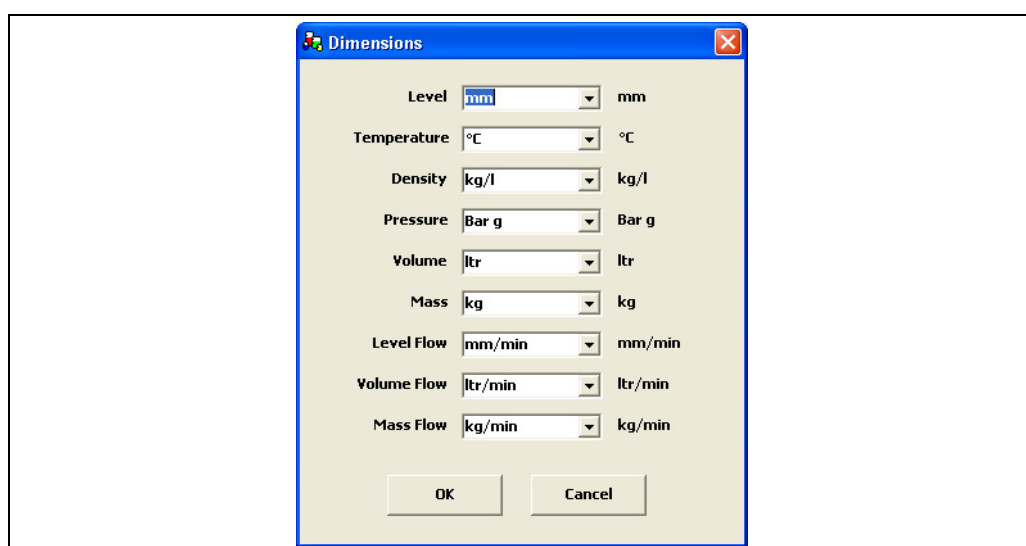 Dimensions
Level mm mm
Temperature °C °C
Density kg/l kg/l
Pressure Bar g Bar g
Volume ltr ltr
Mass kg kg
Level Flow mm/min mm/min
Volume Flow ltr/min ltr/min
Mass Flow kg/min kg/min
OK Cancel